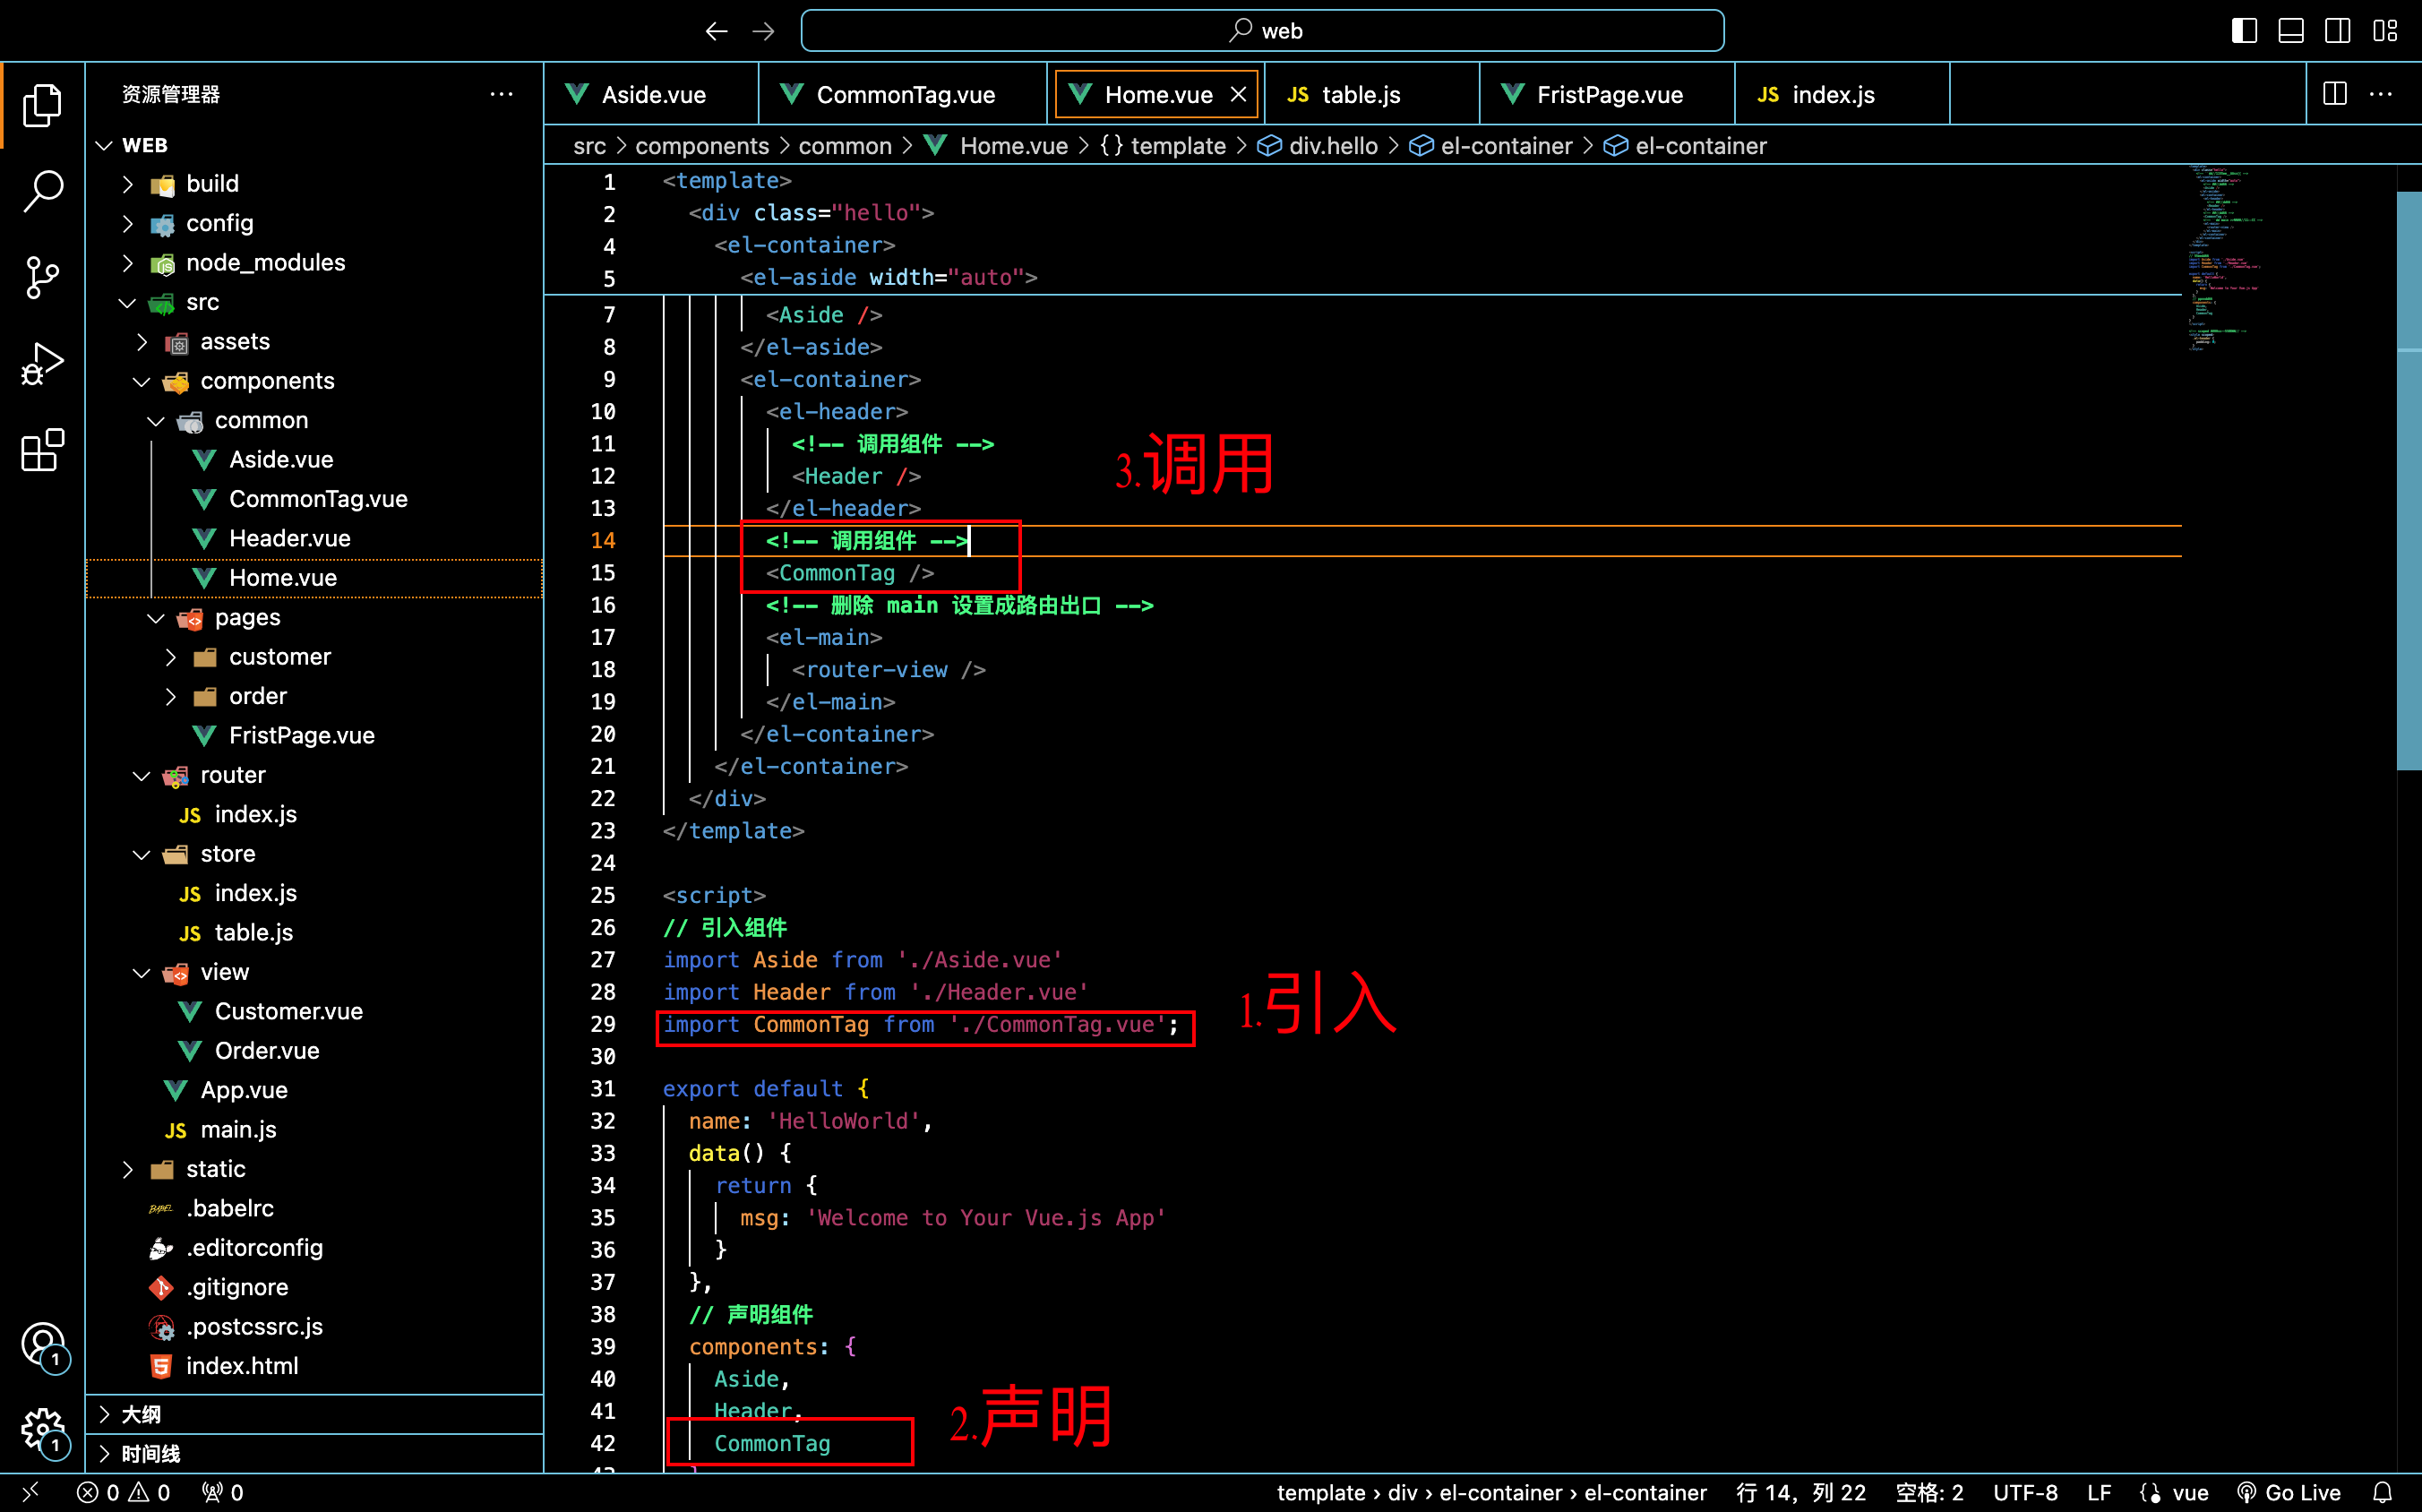 web
资源管理器
WEB
build
config
node_modules
src
assets
components
common
Aside.vue
CommonTag.vue
Header.vue
Home.vue
pages
customer
order
FristPage.vue
router
index.js
store
index.js
table.js
view
Customer.vue
Order.vue
App.vue
main.js
static
.babelrc
.editorconfig
.gitignore
.postcssrc.js
index.html
大纲
时间线
Aside.vue
CommonTag.vue
Home.vue
JS table.js
FristPage.vue
JS index.js
src > components > common > Home.vue > {} template > div.hello > el-container > el-container
1 <template>
2 <div class="hello">
4 <el-container>
5 <el-aside width="auto">
7 <Aside />
8 </el-aside>
9 <el-container>
10 <el-header>
11 <!-- 调用组件 -->
12 <Header />
13 </el-header>
14 <!-- 调用组件 -->
15 <CommonTag />
16 <!-- 删除 main 设置成路由出口 -->
17 <el-main>
18 <router-view />
19 </el-main>
20 </el-container>
21 </el-container>
22 </div>
23 </template>
24
25 <script>
26 // 引入组件
27 import Aside from './Aside.vue'
28 import Header from './Header.vue'
29 import CommonTag from './CommonTag.vue';
30
31 export default {
32 name: 'HelloWorld',
33 data() {
34 return {
35 msg: 'Welcome to Your Vue.js App'
36 }
37 },
38 // 声明组件
39 components: {
40 Aside,
41 Header,
42 CommonTag
3.调用
1.引入
2.声明
1
1
0 0 0
template › div › el-container › el-container
行 14，列 22
空格: 2
UTF-8
LF
vue
Go Live